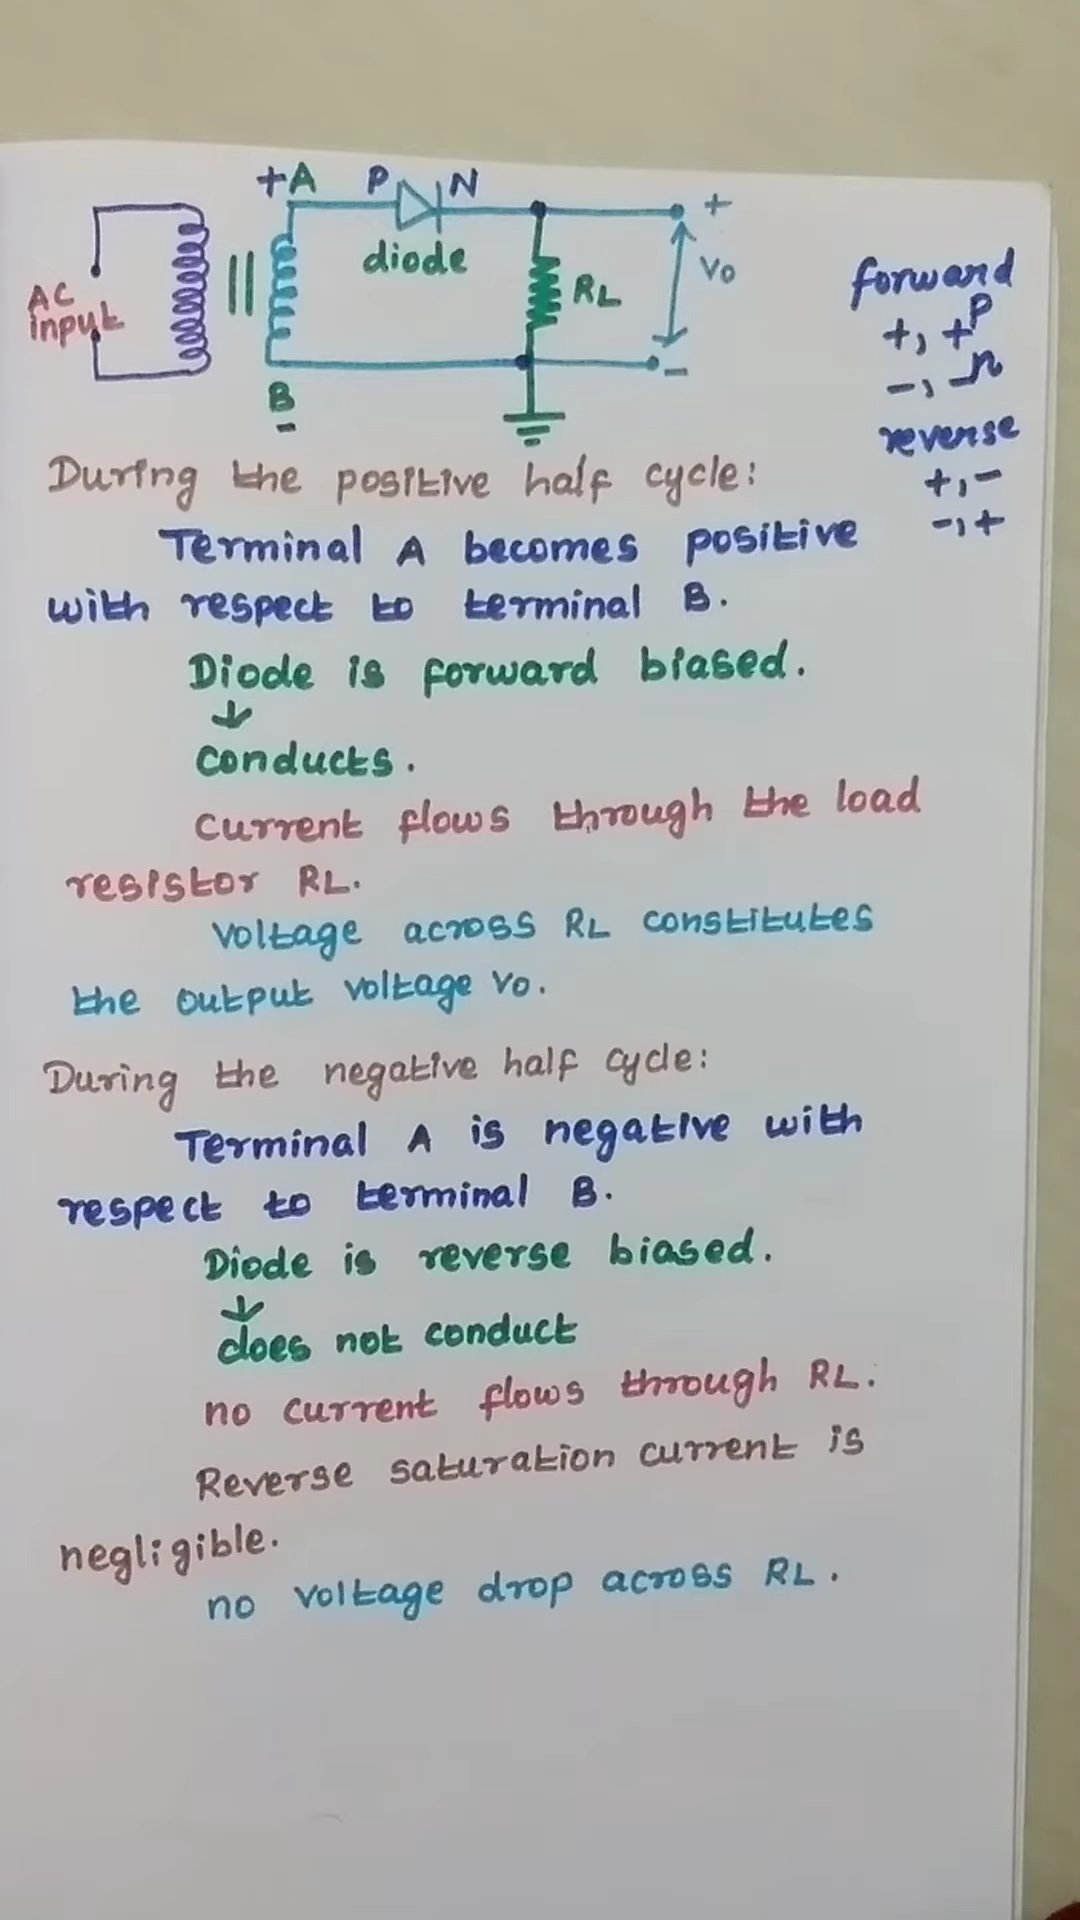 +A P N
+
diode
AC
input
RL
Vo
-
B
-
forward
+, +P
-, -n
reverse
+, -
-, +
During the positive half cycle:
Terminal A becomes positive
with respect to terminal B.
Diode is forward biased.
↓
conducts.
current flows through the load
resistor RL.
voltage across RL constitutes
the output voltage Vo.
During the negative half cycle:
Terminal A is negative with
respect to terminal B.
Diode is reverse biased.
↓
does not conduct
no current flows through RL.
Reverse saturation current is
negligible.
no voltage drop across RL.